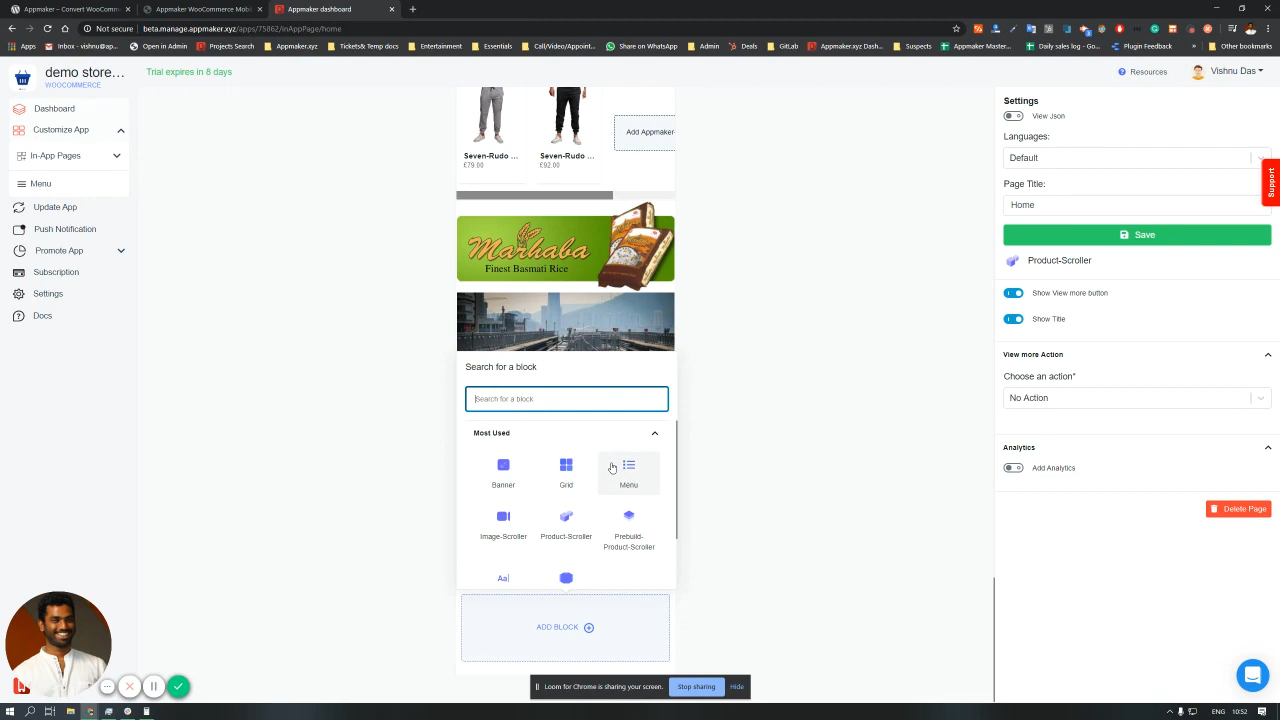 Appmaker – Convert WooComm
Appmaker WooCommerce Mobil
Appmaker dashboard
Not secure
beta.manage.appmaker.xyz/apps/75862/inAppPage/home
Apps
Inbox - vishnu@ap...
Open in Admin
Projects Search
Appmaker.xyz
Tickets& Temp docs
Entertainment
Essentials
Call/Video/Appoint...
Share on WhatsApp
Admin
Deals
GitLab
Appmaker.xyz Dash...
Suspects
Appmaker Master...
Daily sales log - Go...
Plugin Feedback
»
Other bookmarks
demo store...
WOOCOMMERCE
Trial expires in 8 days
Resources
Vishnu Das
Dashboard
Customize App
In-App Pages
Menu
Update App
Push Notification
Promote App
Subscription
Settings
Docs
Seven-Rudo ...
£79.00
Seven-Rudo ...
£92.00
Add Appmaker-
Marhaba
Finest Basmati Rice
Search for a block
Search for a block
Most Used
Banner
Grid
Menu
Image-Scroller
Product-Scroller
Prebuild-
Product-Scroller
Aa|
ADD BLOCK
Settings
View Json
Languages:
Default
Page Title:
Home
Save
Product-Scroller
Show View more button
Show Title
View more Action
Choose an action*
No Action
Analytics
Add Analytics
Delete Page
Support
Loom for Chrome is sharing your screen.
Stop sharing
Hide
ENG
10:52